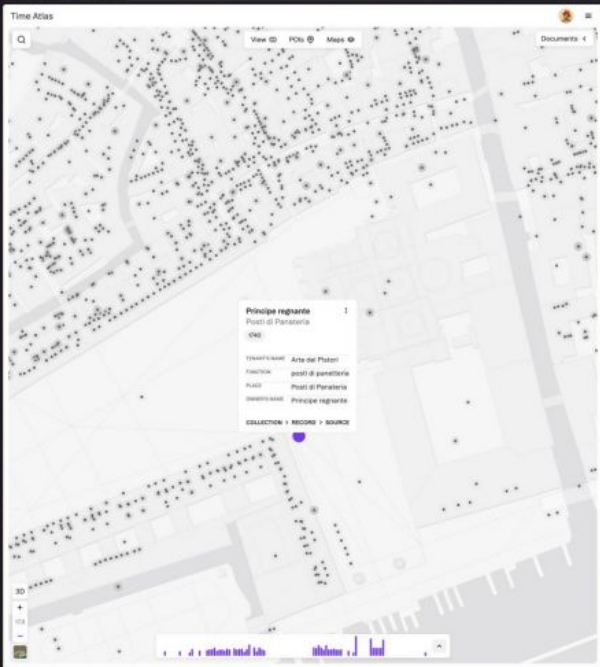 Time Atlas
View
POIs
Maps
Documents
Principe regnante
Posti di Panateria
1740
TENANT'S NAME Arte dei Pistori
FUNCTION posti di panetteria
PLACE Posti di Panateria
OWNER'S NAME Principe regnante
COLLECTION > RECORD > SOURCE
3D
+
−